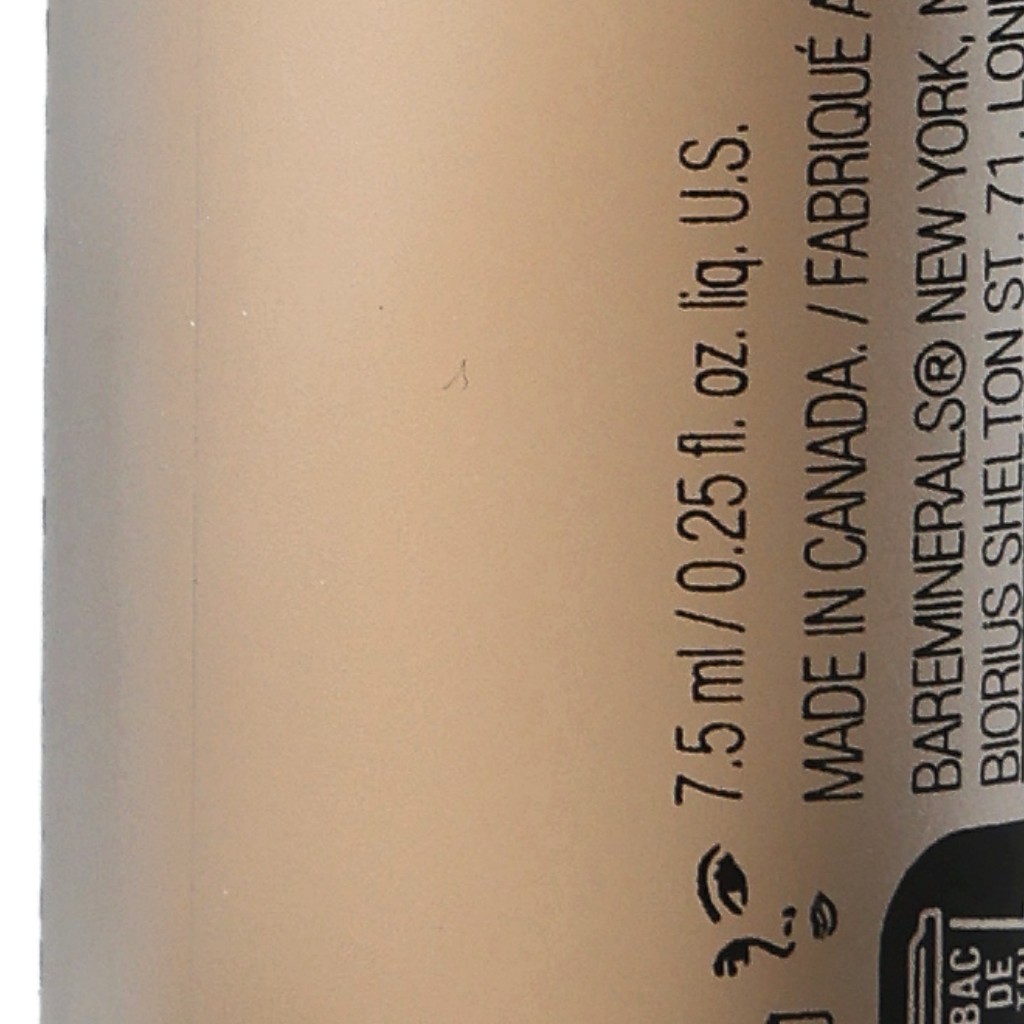 7.5 ml / 0.25 fl. oz. liq. U.S.
MADE IN CANADA. / FABRIQUÉ A
BAREMINERALS® NEW YORK,
BIORIUS SHELTON ST. 71, LON
BAC
DE